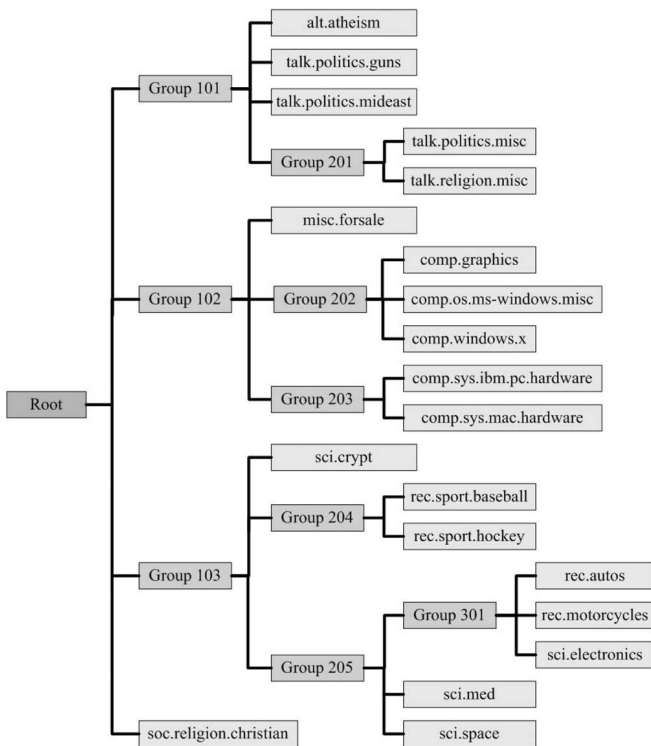 alt.atheism
talk.politics.guns
Group 101
talk.politics.mideast
talk.politics.misc
Group 201
talk.religion.misc
misc.forsale
comp.graphics
Group 102
Group 202
comp.os.ms-windows.misc
comp.windows.x
comp.sys.ibm.pc.hardware
Group 203
Root
comp.sys.mac.hardware
sci.crypt
rec.sport.baseball
Group 204
rec.sport.hockey
Group 103
rec.autos
Group 301
rec.motorcycles
sci.electronics
Group 205
sci.med
soc.religion.christian
sci.space